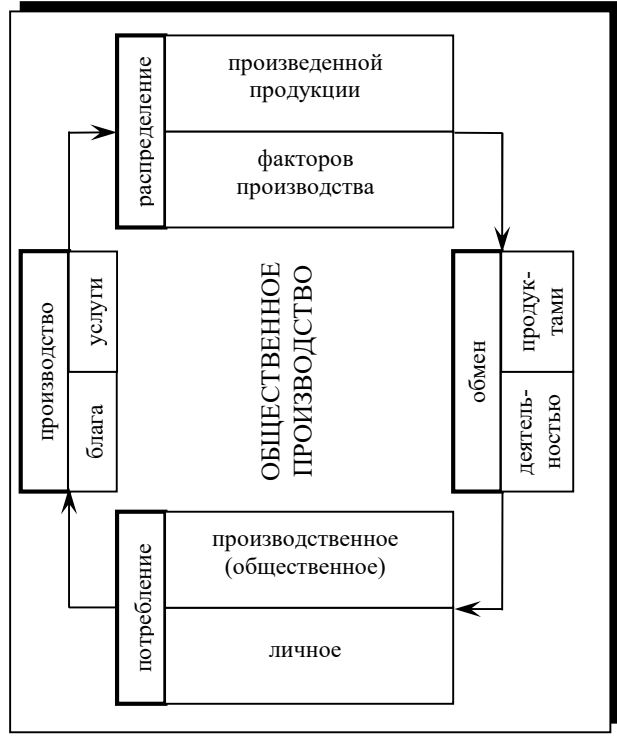 производство
блага
услуги
распределение
произведенной
продукции
факторов
производства
ОБЩЕСТВЕННОЕ
ПРОИЗВОДСТВО
потребление
производственное
(общественное)
личное
обмен
деятель-
ностью
продук-
тами